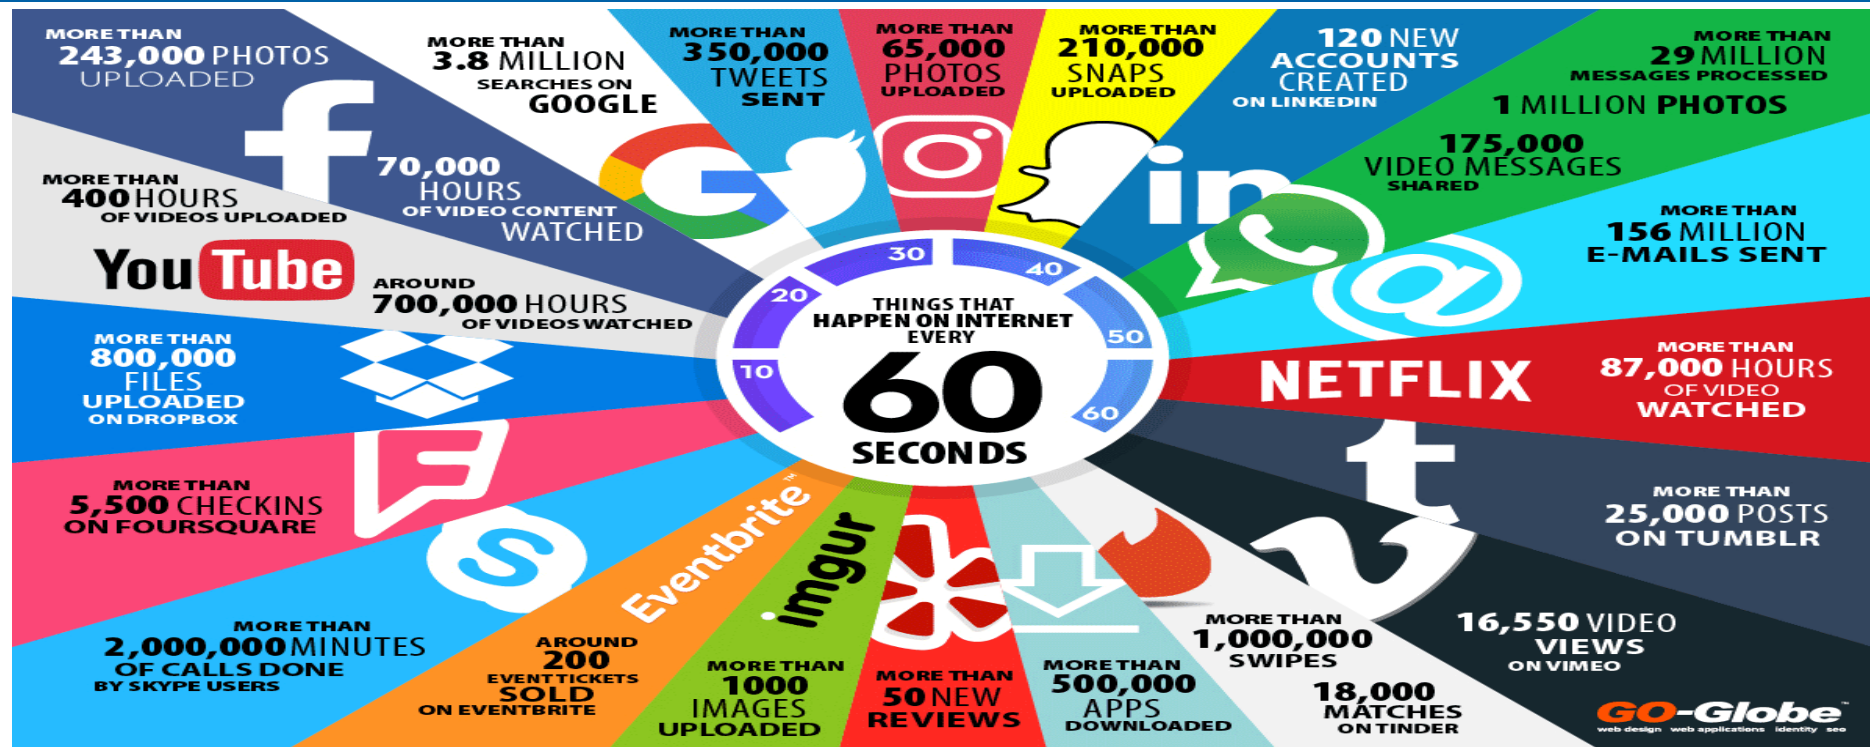 MORE THAN
243,000 PHOTOS
UPLOADED
f
70,000
HOURS
OF VIDEO CONTENT
WATCHED
MORE THAN
3.8 MILLION
SEARCHES ON
GOOGLE
G
MORE THAN
350,000
TWEETS
SENT
MORE THAN
65,000
PHOTOS
UPLOADED
MORE THAN
210,000
SNAPS
UPLOADED
120 NEW
ACCOUNTS
CREATED
ON LINKEDIN
in
MORE THAN
29 MILLION
MESSAGES PROCESSED
1 MILLION PHOTOS
175,000
VIDEO MESSAGES
SHARED
MORE THAN
156 MILLION
E-MAILS SENT
@
NETFLIX
MORE THAN
87,000 HOURS
OF VIDEO
WATCHED
t
MORE THAN
25,000 POSTS
ON TUMBLR
v
16,550 VIDEO
VIEWS
ON VIMEO
MORE THAN
1,000,000
SWIPES
18,000
MATCHES
ON TINDER
MORE THAN
500,000
APPS
DOWNLOADED
MORE THAN
50 NEW
REVIEWS
imgur
MORE THAN
1000
IMAGES
UPLOADED
Eventbrite™
AROUND
200
EVENT TICKETS
SOLD
ON EVENTBRITE
S
MORE THAN
2,000,000 MINUTES
OF CALLS DONE
BY SKYPE USERS
MORE THAN
5,500 CHECKINS
ON FOURSQUARE
MORE THAN
800,000
FILES
UPLOADED
ON DROPBOX
MORE THAN
400 HOURS
OF VIDEOS UPLOADED
YouTube
AROUND
700,000 HOURS
OF VIDEOS WATCHED
10
20
30
40
50
60
THINGS THAT
HAPPEN ON INTERNET
EVERY
60
SECONDS
GO-Globe™
web design web applications identity seo